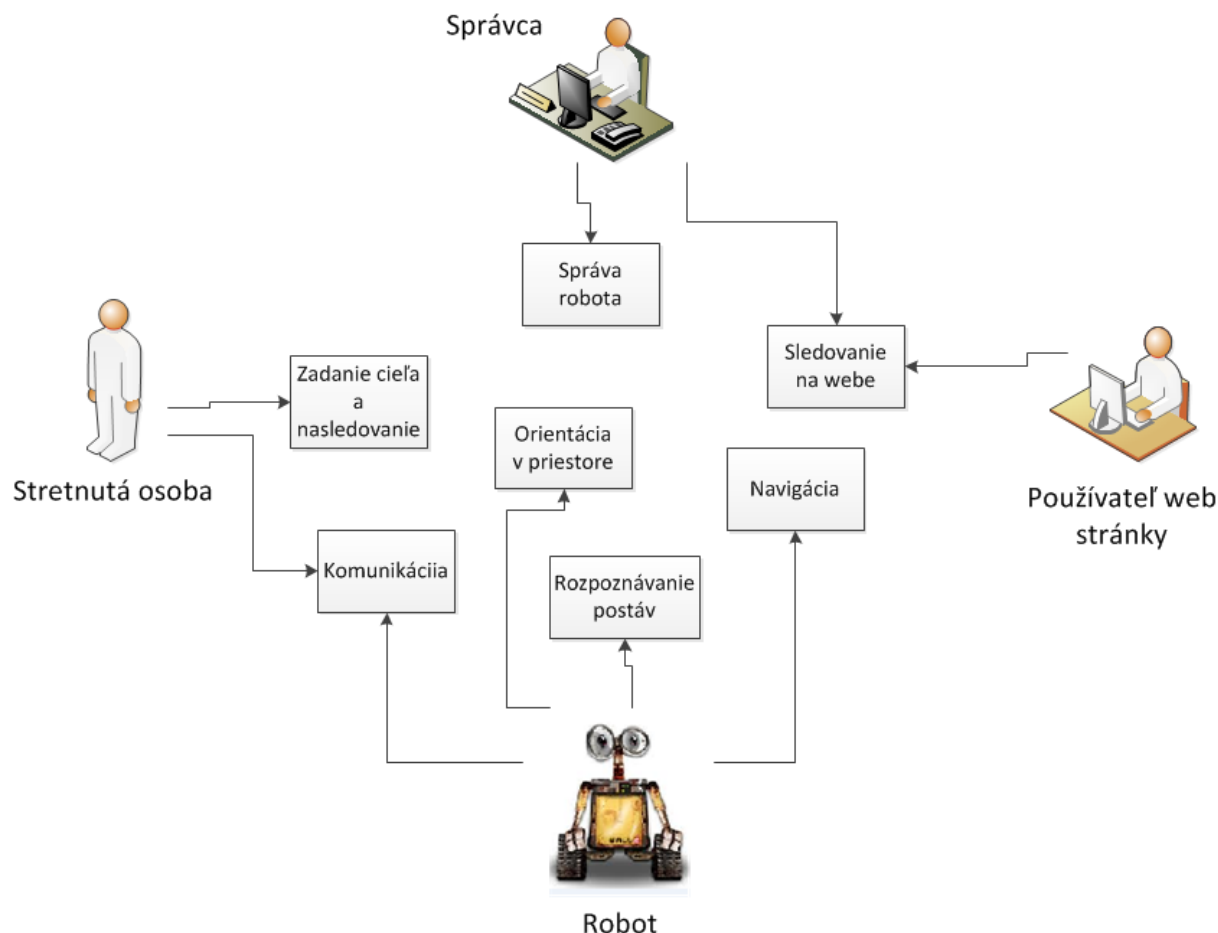 Správca
Správa
robota
Sledovanie
na webe
Zadanie cieľa
a
nasledovanie
Orientácia
v priestore
Navigácia
Stretnutá osoba
Používateľ web
stránky
Komunikáciia
Rozpoznávanie
postáv
WALL
Robot